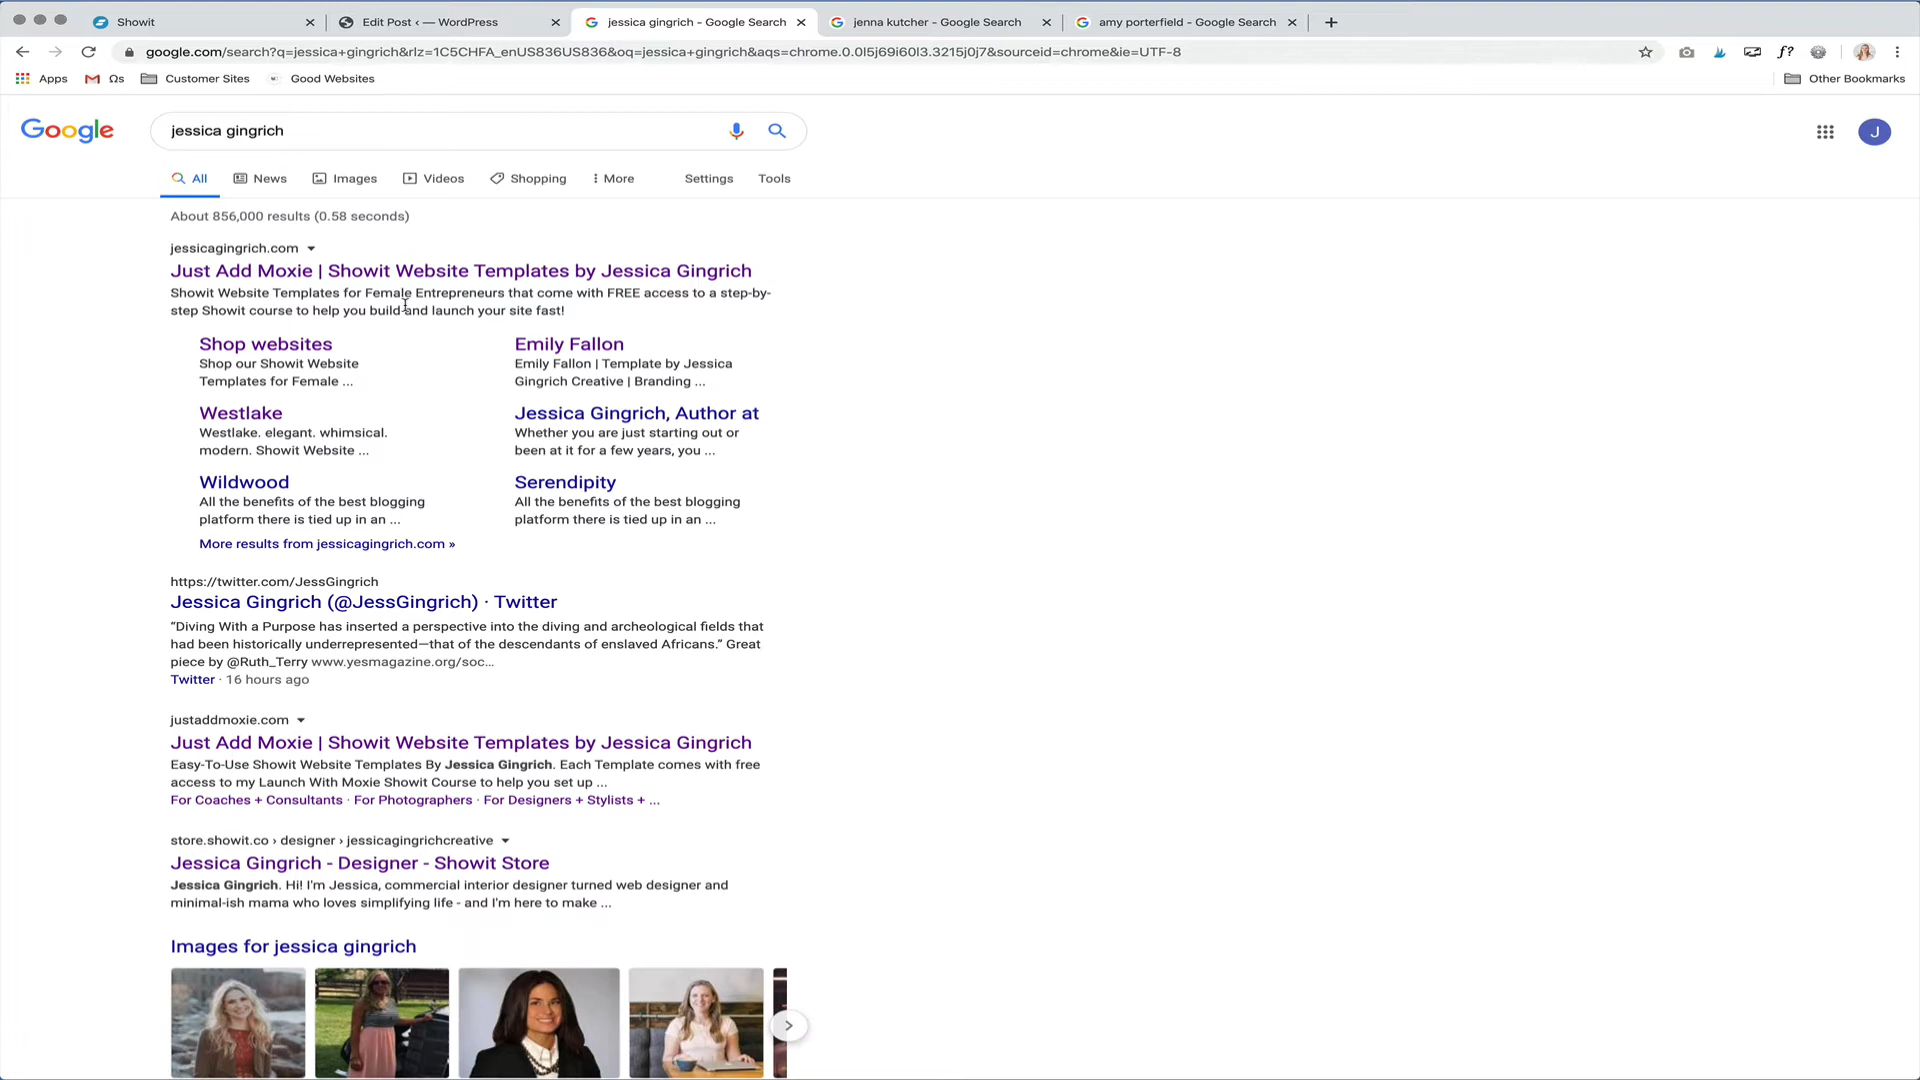 Showit
Edit Post ‹ — WordPress
jessica gingrich - Google Search
jenna kutcher - Google Search
amy porterfield - Google Search
google.com/search?q=jessica+gingrich&rlz=1C5CHFA_enUS836US836&oq=jessica+gingrich&aqs=chrome.0.0l5j69i60l3.3215j0j7&sourceid=chrome&ie=UTF-8
f?
Apps
Ωs
Customer Sites
Good Websites
Other Bookmarks
Google
jessica gingrich
J
All
News
Images
Videos
Shopping
More
Settings
Tools
About 856,000 results (0.58 seconds)
jessicagingrich.com
Just Add Moxie | Showit Website Templates by Jessica Gingrich
Showit Website Templates for Female Entrepreneurs that come with FREE access to a step-by-
step Showit course to help you build and launch your site fast!
Shop websites
Shop our Showit Website
Templates for Female ...
Emily Fallon
Emily Fallon | Template by Jessica
Gingrich Creative | Branding ...
Westlake
Westlake. elegant. whimsical.
modern. Showit Website ...
Jessica Gingrich, Author at
Whether you are just starting out or
been at it for a few years, you ...
Wildwood
All the benefits of the best blogging
platform there is tied up in an ...
Serendipity
All the benefits of the best blogging
platform there is tied up in an ...
More results from jessicagingrich.com »
https://twitter.com/JessGingrich
Jessica Gingrich (@JessGingrich) · Twitter
“Diving With a Purpose has inserted a perspective into the diving and archeological fields that
had been historically underrepresented—that of the descendants of enslaved Africans.” Great
piece by @Ruth_Terry www.yesmagazine.org/soc...
Twitter · 16 hours ago
justaddmoxie.com
Just Add Moxie | Showit Website Templates by Jessica Gingrich
Easy-To-Use Showit Website Templates By Jessica Gingrich. Each Template comes with free
access to my Launch With Moxie Showit Course to help you set up ...
For Coaches + Consultants · For Photographers · For Designers + Stylists + ...
store.showit.co › designer › jessicagingrichcreative
Jessica Gingrich - Designer - Showit Store
Jessica Gingrich. Hi! I'm Jessica, commercial interior designer turned web designer and
minimal-ish mama who loves simplifying life - and I'm here to make ...
Images for jessica gingrich